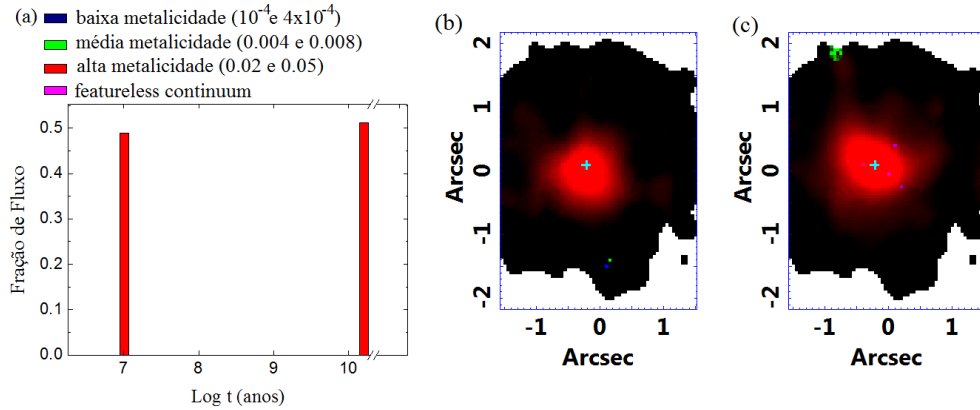 (a)
baixa metalicidade (10⁻⁴e 4x10⁻⁴)
média metalicidade (0.004 e 0.008)
alta metalicidade (0.02 e 0.05)
featureless continuum
Fração de Fluxo
0.5
0.4
0.3
0.2
0.1
0.0
7
8
9
10
Log t (anos)
(b)
Arcsec
2
1
0
-1
-2
-1
0
1
Arcsec
(c)
Arcsec
2
1
0
-1
-2
-1
0
1
Arcsec